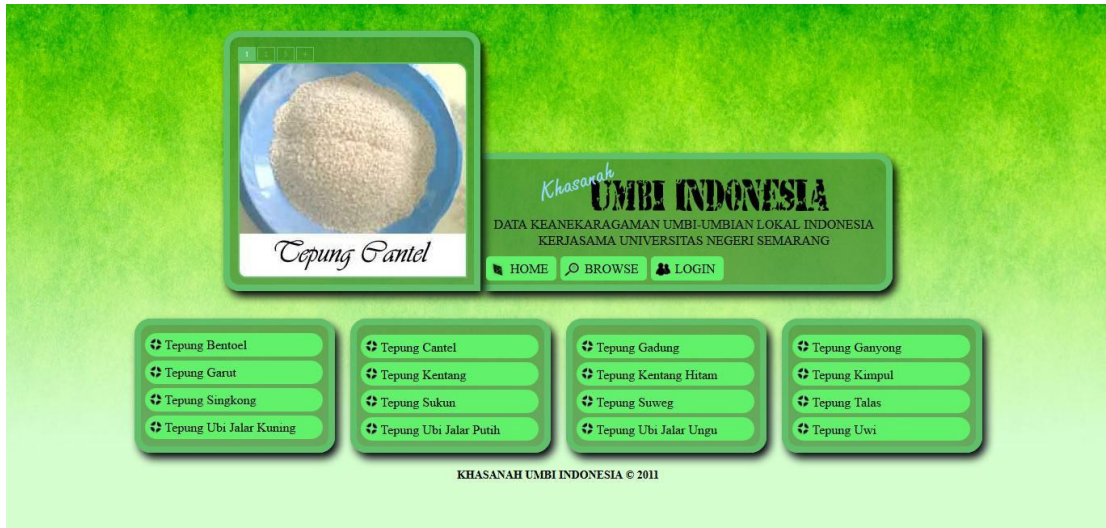 1 2 3
Tepung Cantel
Khasanah
UMBI INDONESIA
DATA KEANEKARAGAMAN UMBI-UMBIAN LOKAL INDONESIA
KERJASAMA UNIVERSITAS NEGERI SEMARANG
HOME BROWSE LOGIN
Tepung Bentoel
Tepung Garut
Tepung Singkong
Tepung Ubi Jalar Kuning
Tepung Cantel
Tepung Kentang
Tepung Sukun
Tepung Ubi Jalar Putih
Tepung Gadung
Tepung Kentang Hitam
Tepung Suweg
Tepung Ubi Jalar Ungu
Tepung Ganyong
Tepung Kimpul
Tepung Talas
Tepung Uwi
KHASANAH UMBI INDONESIA © 2011